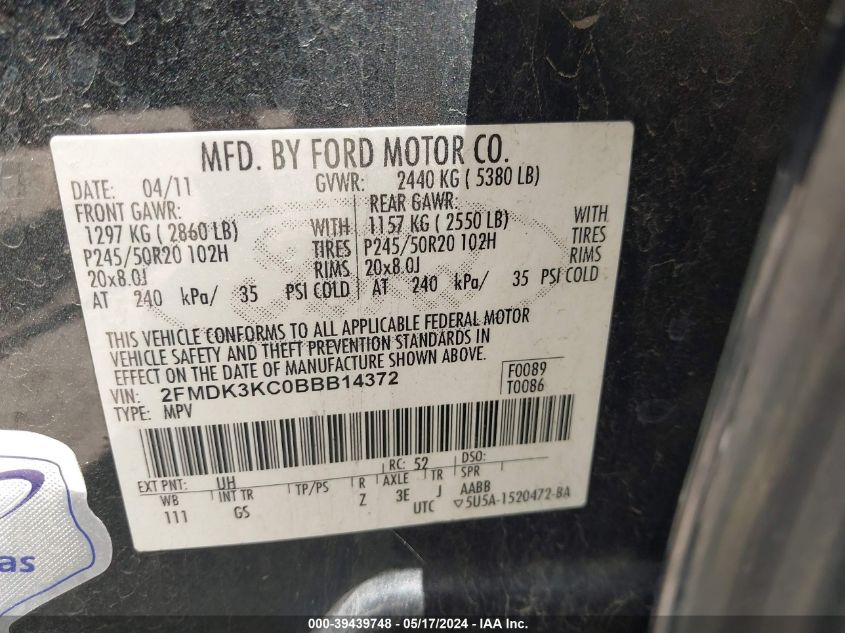 MFD. BY FORD MOTOR CO.
DATE: 04/11 GVWR: 2440 KG ( 5380 LB)
FRONT GAWR: REAR GAWR:
1297 KG ( 2860 LB) WITH 1157 KG ( 2550 LB) WITH
P245/50R20 102H TIRES P245/50R20 102H TIRES
20x8.0J RIMS 20x8.0J RIMS
AT 240 kPa/ 35 PSI COLD AT 240 kPa/ 35 PSI COLD
THIS VEHICLE CONFORMS TO ALL APPLICABLE FEDERAL MOTOR
VEHICLE SAFETY AND THEFT PREVENTION STANDARDS IN
EFFECT ON THE DATE OF MANUFACTURE SHOWN ABOVE.
VIN: 2FMDK3KC0BBB14372 F0089
TYPE: MPV T0086
EXT PNT: UH RC: 52 DSO:
WB INT TR TP/PS R AXLE TR SPR
111 GS Z 3E J AABB
UTC ▽5U5A-1520472-BA
as
000-39439748 - 05/17/2024 - IAA Inc.